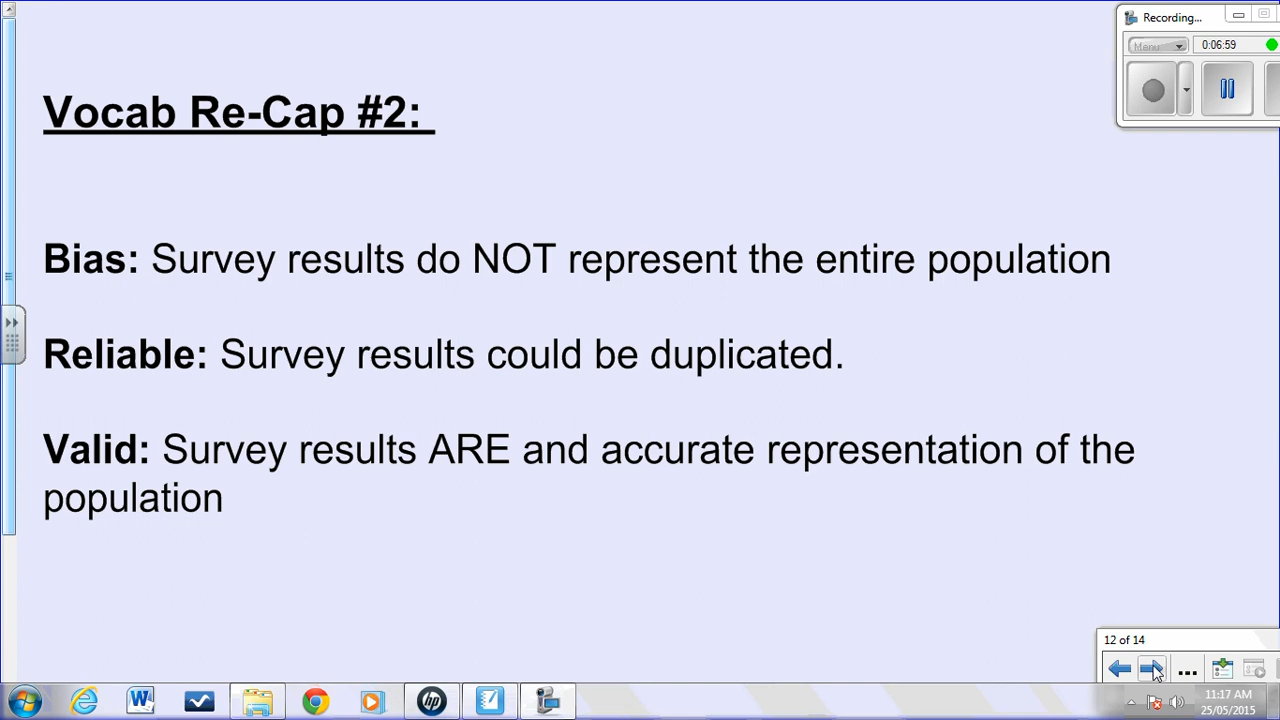 Recording...
Menu
0:06:59
Vocab Re-Cap #2:
Bias: Survey results do NOT represent the entire population
Reliable: Survey results could be duplicated.
Valid: Survey results ARE and accurate representation of the
population
12 of 14
11:17 AM
25/05/2015